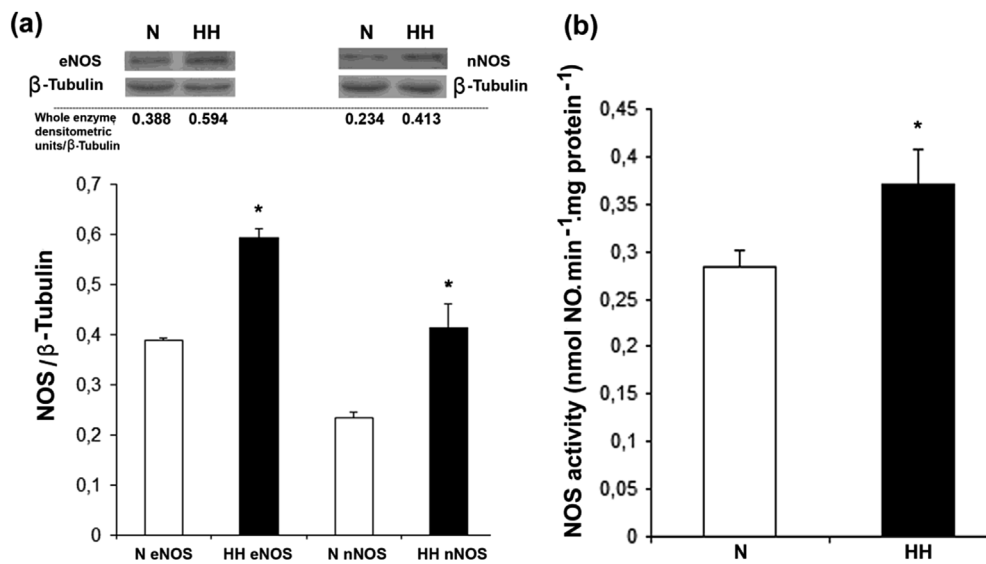 (a)
N HH
eNOS
β-Tubulin
N HH
nNOS
β-Tubulin
Whole enzyme
densitometric
units/β-Tubulin
0.388 0.594 0.234 0.413
NOS/β-Tubulin
0,7
0,6
0,5
0,4
0,3
0,2
0,1
0
*
*
N eNOS HH eNOS N nNOS HH nNOS
(b)
NOS activity (nmol NO.min⁻¹.mg protein⁻¹)
0,45
0,4
0,35
0,3
0,25
0,2
0,15
0,1
0,05
0
*
N HH